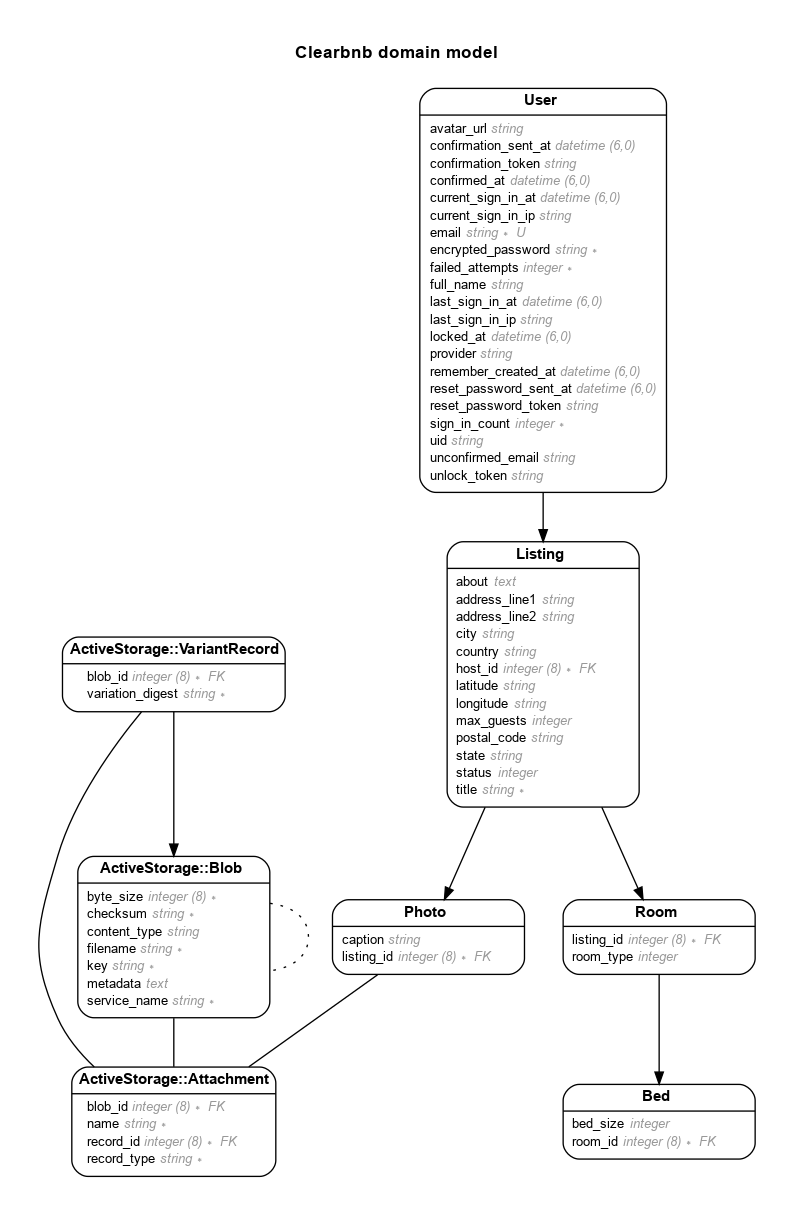 Clearbnb domain model
User
avatar_url string
confirmation_sent_at datetime (6,0)
confirmation_token string
confirmed_at datetime (6,0)
current_sign_in_at datetime (6,0)
current_sign_in_ip string
email string ∗ U
encrypted_password string ∗
failed_attempts integer ∗
full_name string
last_sign_in_at datetime (6,0)
last_sign_in_ip string
locked_at datetime (6,0)
provider string
remember_created_at datetime (6,0)
reset_password_sent_at datetime (6,0)
reset_password_token string
sign_in_count integer ∗
uid string
unconfirmed_email string
unlock_token string
Listing
about text
address_line1 string
address_line2 string
city string
country string
host_id integer (8) ∗ FK
latitude string
longitude string
max_guests integer
postal_code string
state string
status integer
title string ∗
ActiveStorage::VariantRecord
blob_id integer (8) ∗ FK
variation_digest string ∗
ActiveStorage::Blob
byte_size integer (8) ∗
checksum string ∗
content_type string
filename string ∗
key string ∗
metadata text
service_name string ∗
Photo
caption string
listing_id integer (8) ∗ FK
Room
listing_id integer (8) ∗ FK
room_type integer
ActiveStorage::Attachment
blob_id integer (8) ∗ FK
name string ∗
record_id integer (8) ∗ FK
record_type string ∗
Bed
bed_size integer
room_id integer (8) ∗ FK